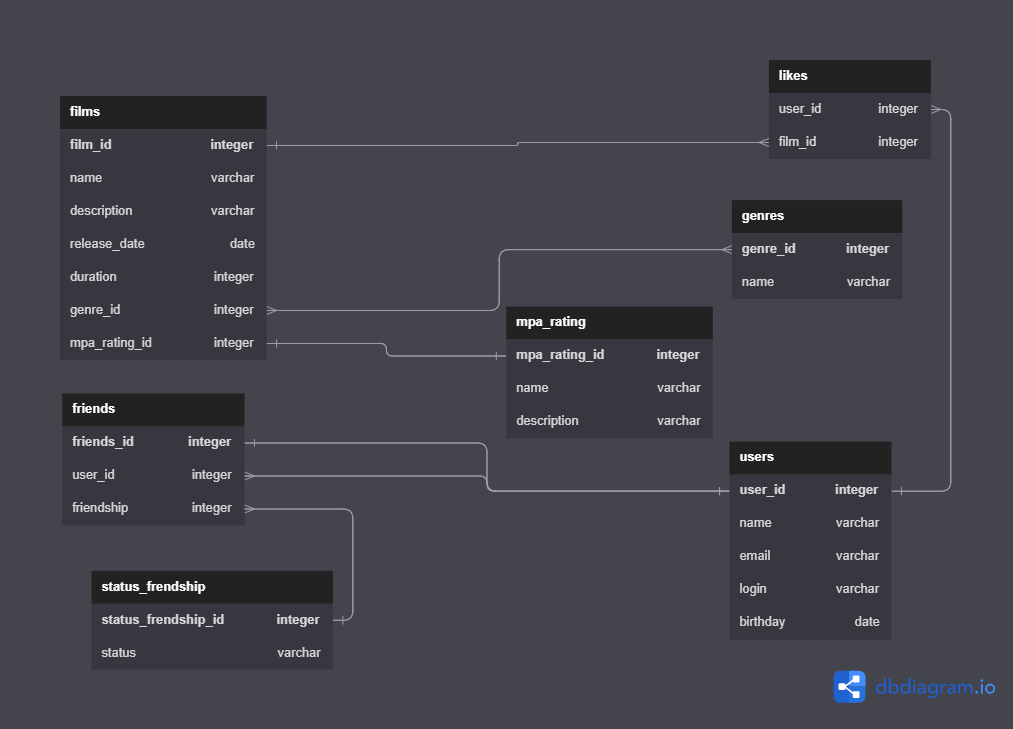 films
film_id integer
name varchar
description varchar
release_date date
duration integer
genre_id integer
mpa_rating_id integer
likes
user_id integer
film_id integer
genres
genre_id integer
name varchar
mpa_rating
mpa_rating_id integer
name varchar
description varchar
friends
friends_id integer
user_id integer
friendship integer
users
user_id integer
name varchar
email varchar
login varchar
birthday date
status_frendship
status_frendship_id integer
status varchar
dbdiagram.io